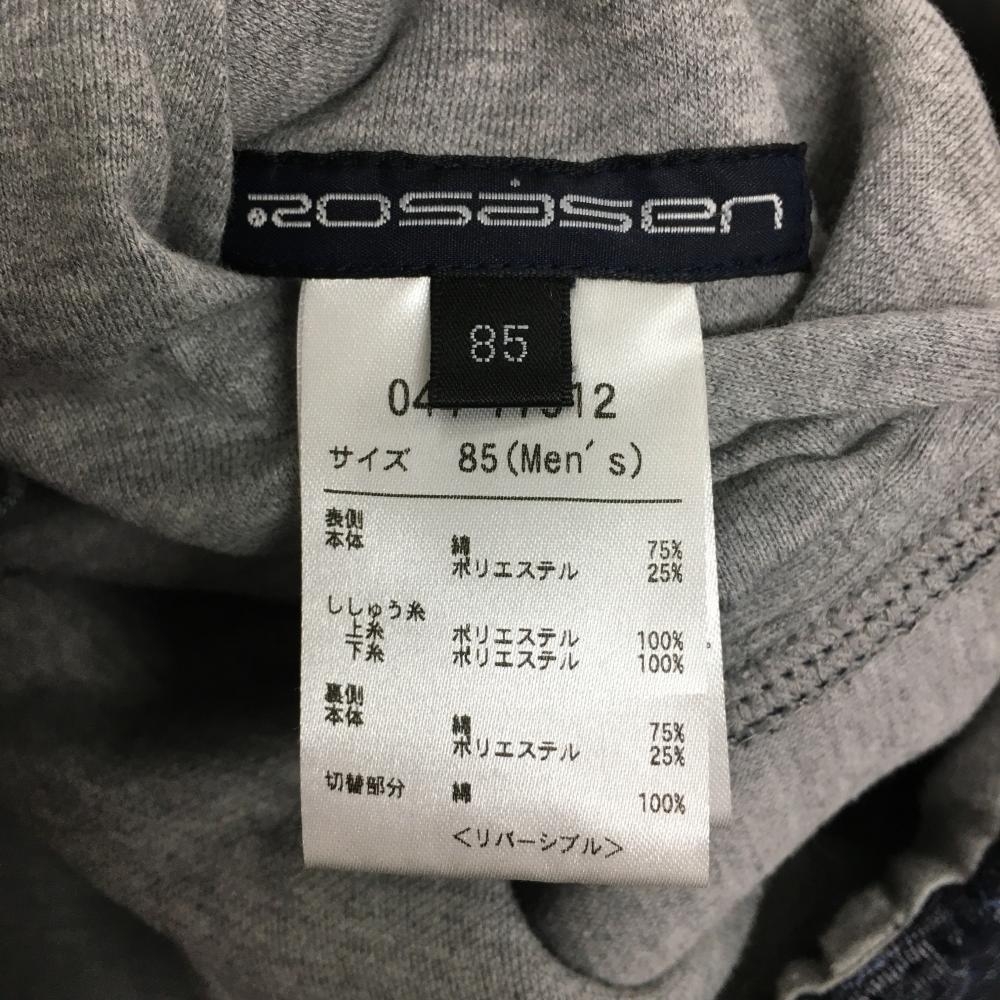 ROSASEN
85
サイズ 85(Men's)
表側
本体 綿 75%
ポリエステル 25%
ししゅう糸
上糸 ポリエステル 100%
下糸 ポリエステル 100%
裏側
本体 綿 75%
ポリエステル 25%
切替部分 綿 100%
<リバーシブル>